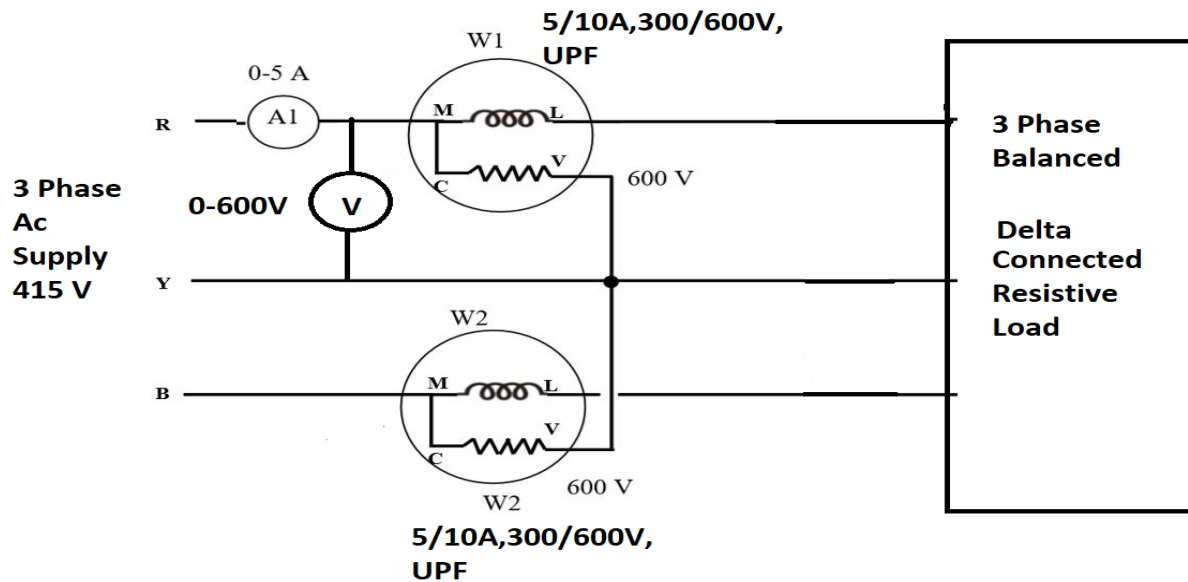 5/10A,300/600V,
UPF
W1
0-5 A
A1
M
L
R
V
C
600 V
3 Phase
Balanced
Delta
Connected
Resistive
Load
3 Phase
Ac
Supply
415 V
0-600V
V
Y
W2
M
L
B
V
C
600 V
W2
5/10A,300/600V,
UPF